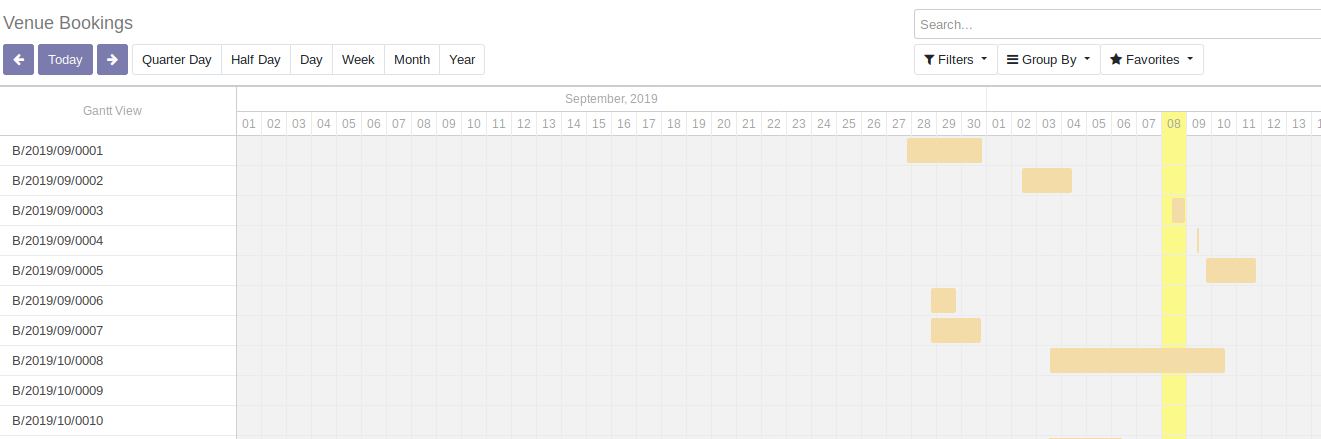 Venue Bookings
Search...
Today Quarter Day Half Day Day Week Month Year
Filters Group By Favorites
Gantt View
September, 2019
01 02 03 04 05 06 07 08 09 10 11 12 13 14 15 16 17 18 19 20 21 22 23 24 25 26 27 28 29 30 01 02 03 04 05 06 07 08 09 10 11 12 13
B/2019/09/0001
B/2019/09/0002
B/2019/09/0003
B/2019/09/0004
B/2019/09/0005
B/2019/09/0006
B/2019/09/0007
B/2019/10/0008
B/2019/10/0009
B/2019/10/0010